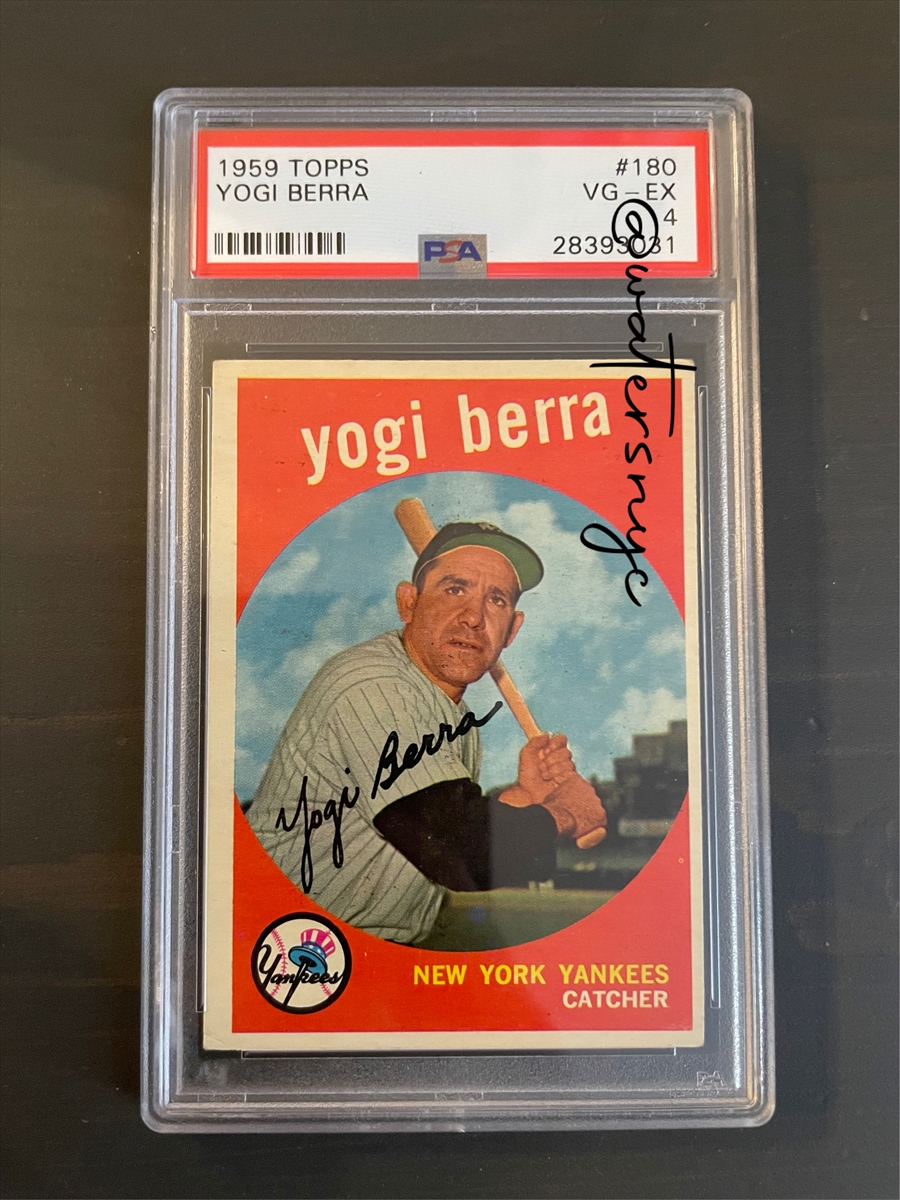 1959 TOPPS #180
YOGI BERRA VG-EX
4
28393031
PSA
@watersnyc
yogi berra
Yogi Berra
Yankees
NEW YORK YANKEES
CATCHER